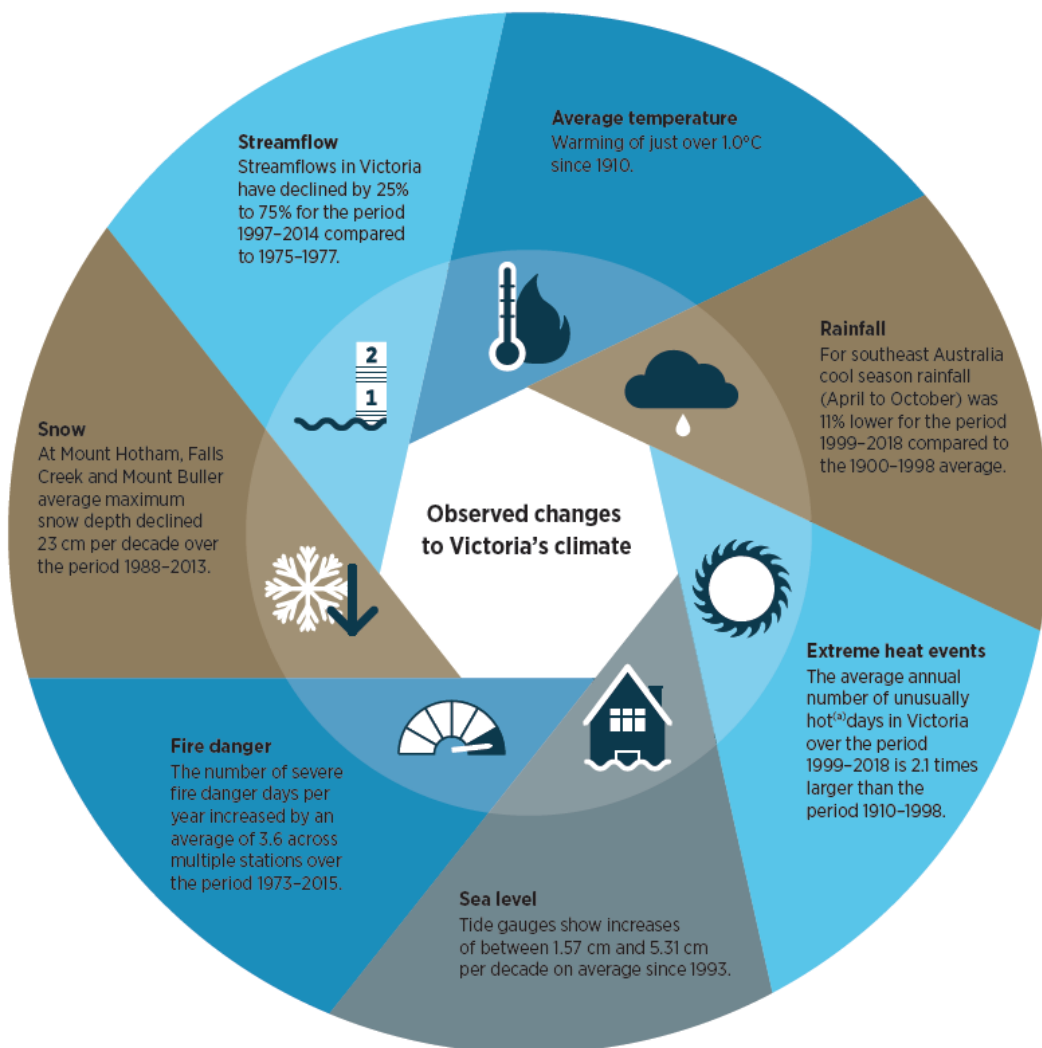 Observed changes
to Victoria's climate
Average temperature
Warming of just over 1.0°C
since 1910.
Rainfall
For southeast Australia
cool season rainfall
(April to October) was
11% lower for the period
1999–2018 compared to
the 1900–1998 average.
Extreme heat events
The average annual
number of unusually
hot(a)days in Victoria
over the period
1999–2018 is 2.1 times
larger than the
period 1910–1998.
Sea level
Tide gauges show increases
of between 1.57 cm and 5.31 cm
per decade on average since 1993.
Fire danger
The number of severe
fire danger days per
year increased by an
average of 3.6 across
multiple stations over
the period 1973–2015.
Snow
At Mount Hotham, Falls
Creek and Mount Buller
average maximum
snow depth declined
23 cm per decade over
the period 1988–2013.
Streamflow
Streamflows in Victoria
have declined by 25%
to 75% for the period
1997–2014 compared
to 1975–1977.
2
1